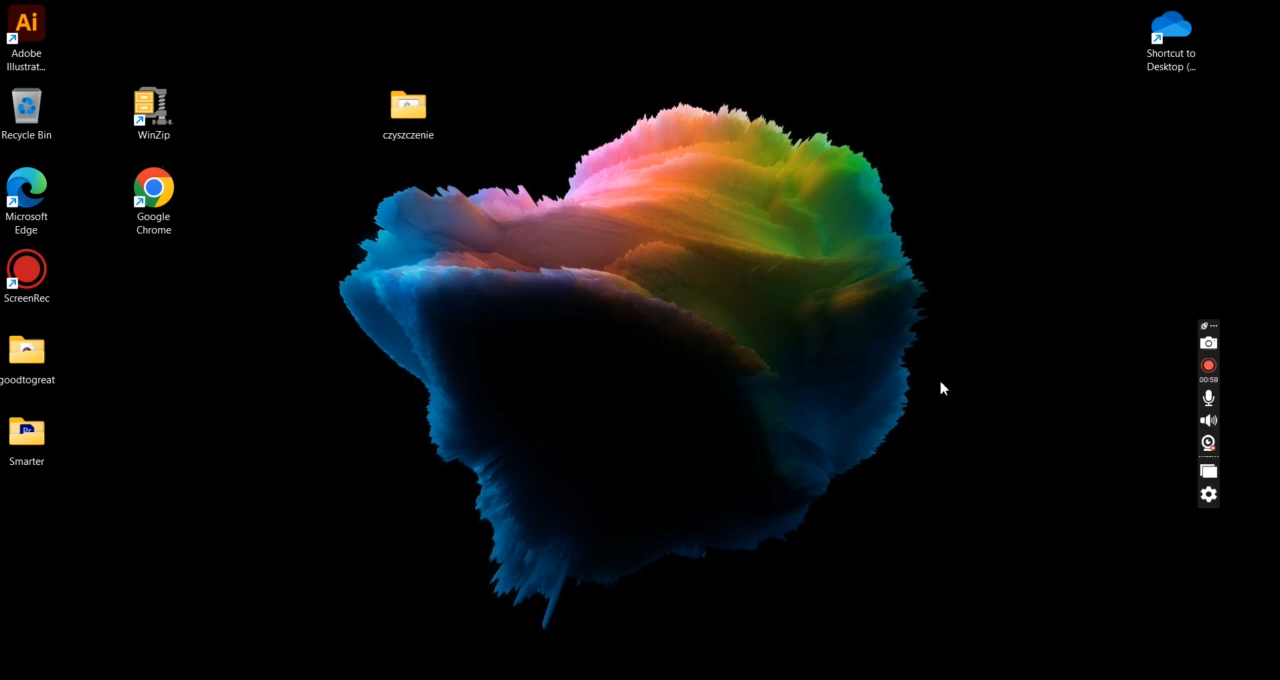 Ai
Adobe
Illustrat...
Shortcut to
Desktop (...
Recycle Bin
WinZip
czyszczenie
Microsoft
Edge
Google
Chrome
ScreenRec
goodtogreat
00:59
Pr
Smarter